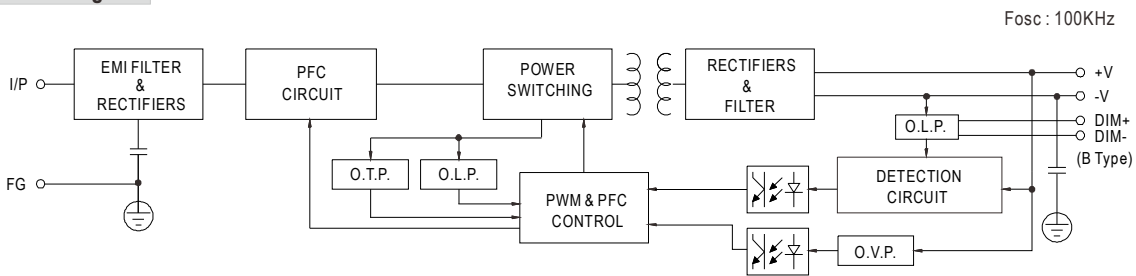 Fosc : 100KHz
I/P
EMI FILTER
&
RECTIFIERS
PFC
CIRCUIT
POWER
SWITCHING
RECTIFIERS
&
FILTER
+V
-V
DIM+
DIM-
(B Type)
O.L.P.
O.T.P.
O.L.P.
FG
PWM & PFC
CONTROL
DETECTION
CIRCUIT
O.V.P.